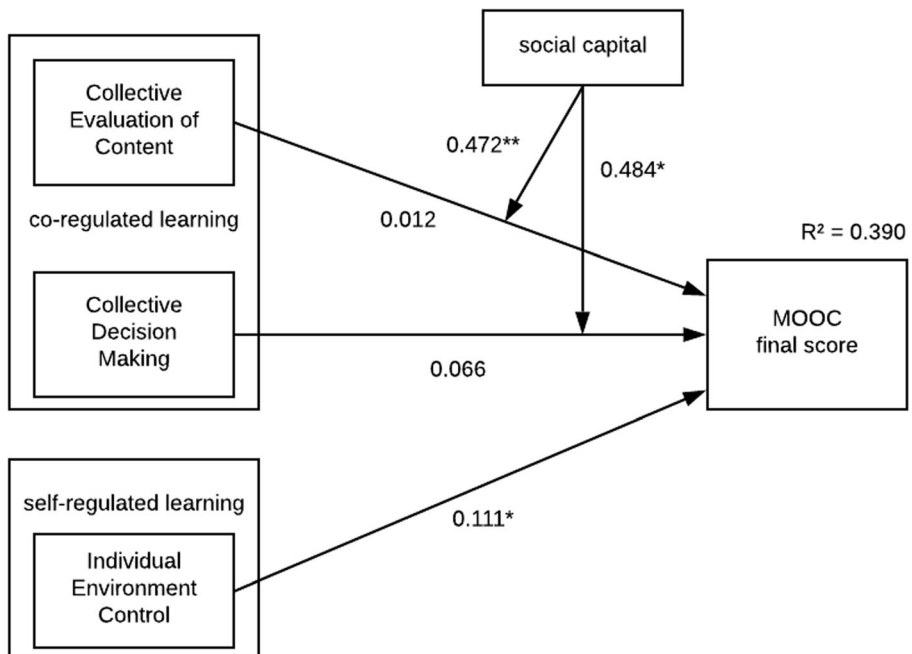 social capital
Collective
Evaluation of
Content
0.472**
0.484*
co-regulated learning
0.012
R² = 0.390
Collective
Decision
Making
MOOC
final score
0.066
self-regulated learning
0.111*
Individual
Environment
Control